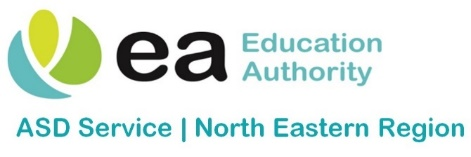 ea Education
Authority
ASD Service | North Eastern Region